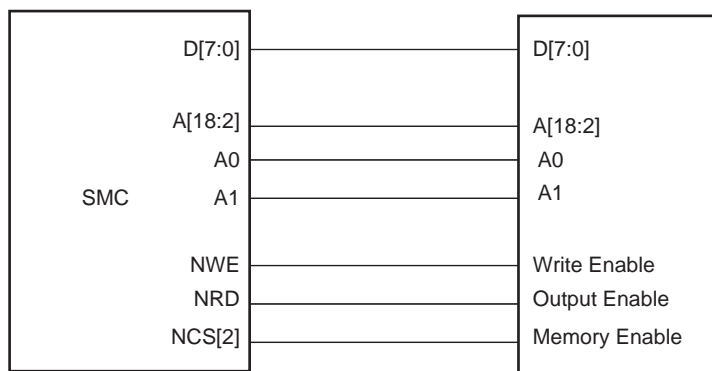 D[7:0] D[7:0]
A[18:2] A[18:2]
A0 A0
SMC A1 A1
NWE Write Enable
NRD Output Enable
NCS[2] Memory Enable